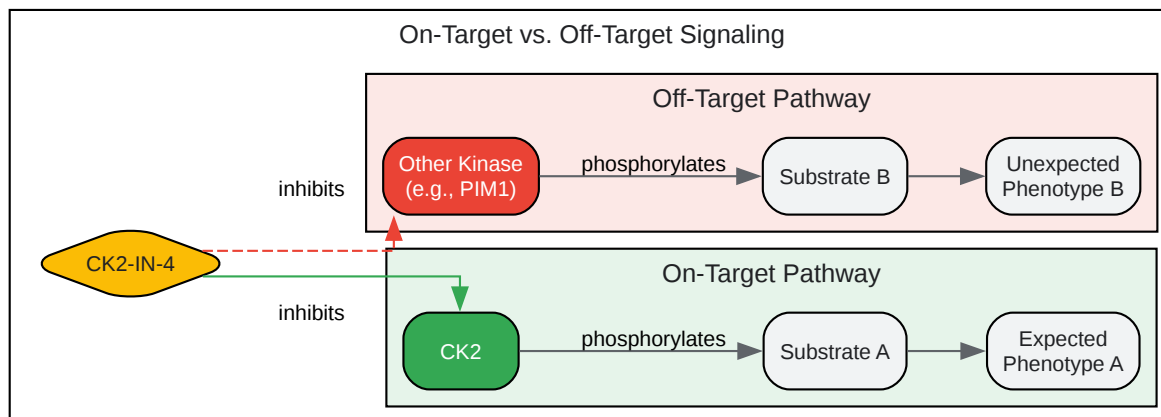 On-Target vs. Off-Target Signaling
Off-Target Pathway
Other Kinase
(e.g., PIM1)
phosphorylates
Substrate B
Unexpected
Phenotype B
inhibits
CK2-IN-4
inhibits
On-Target Pathway
CK2
phosphorylates
Substrate A
Expected
Phenotype A